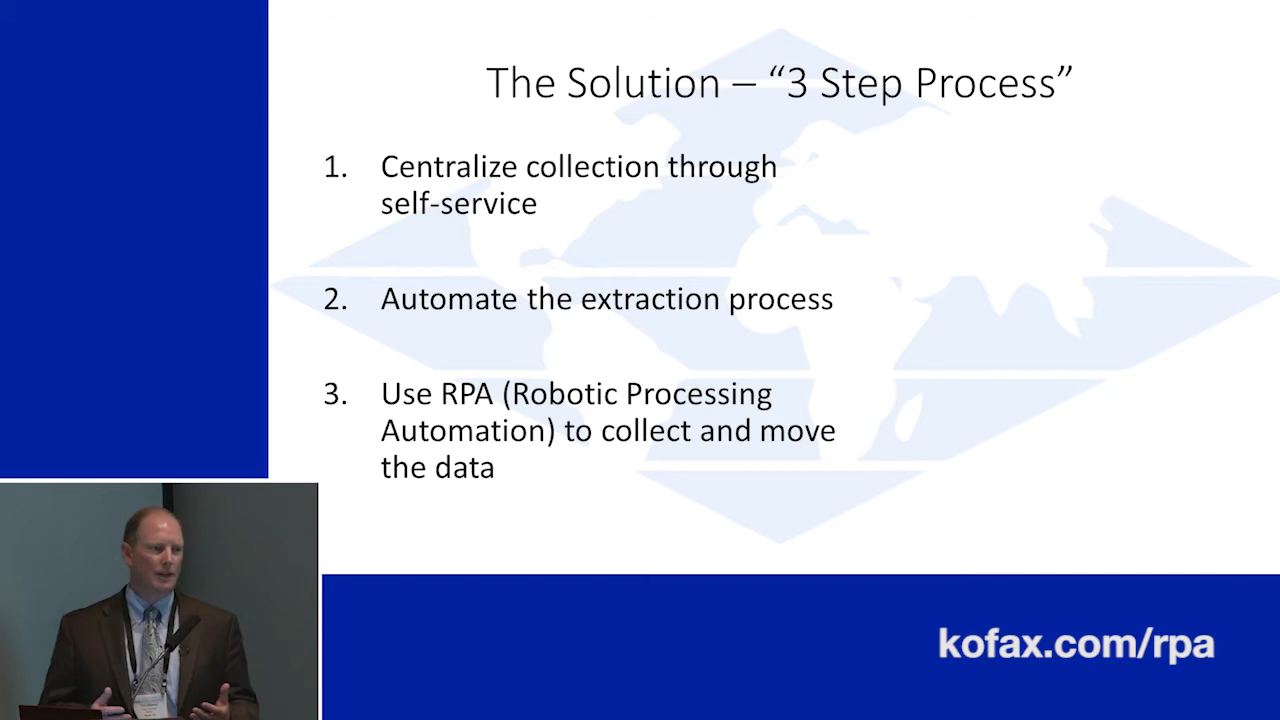 The Solution – “3 Step Process”
1. Centralize collection through
self-service
2. Automate the extraction process
3. Use RPA (Robotic Processing
Automation) to collect and move
the data
kofax.com/rpa